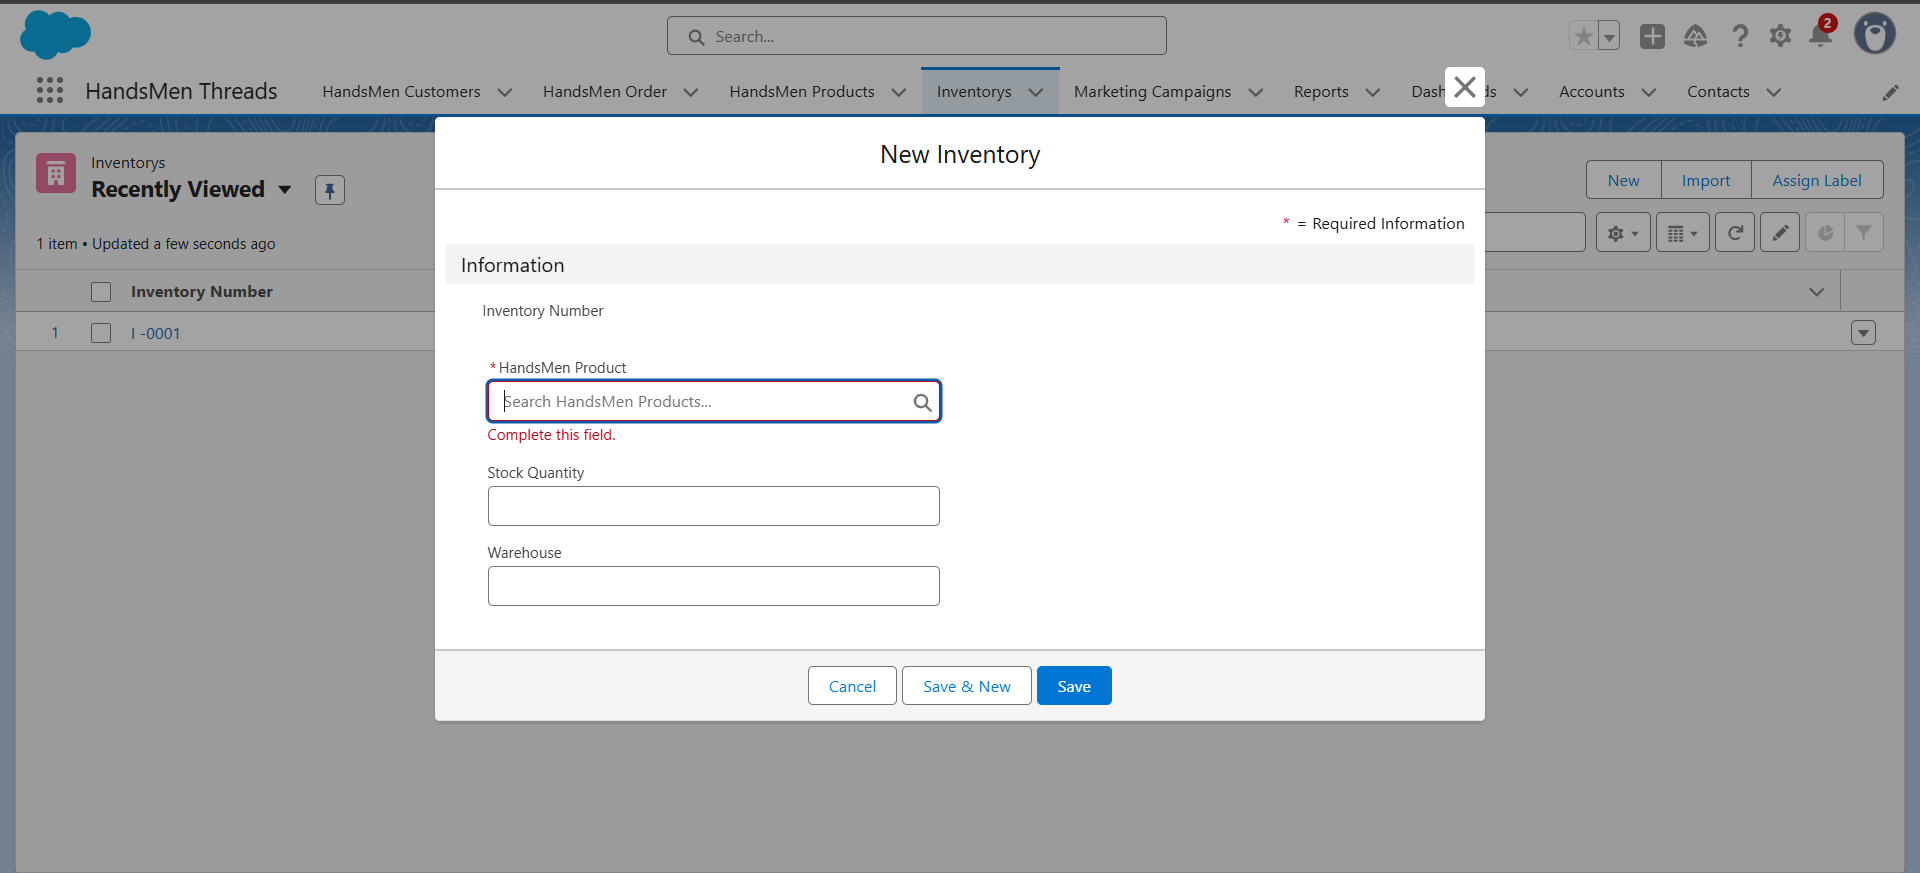 Search...
2
HandsMen Threads
HandsMen Customers
HandsMen Order
HandsMen Products
Inventorys
Marketing Campaigns
Reports
Accounts
Contacts
Inventorys
Recently Viewed
New
Import
Assign Label
1 item • Updated a few seconds ago
Inventory Number
1
I -0001
New Inventory
* = Required Information
Information
Inventory Number
*HandsMen Product
Search HandsMen Products...
Complete this field.
Stock Quantity
Warehouse
Cancel
Save & New
Save